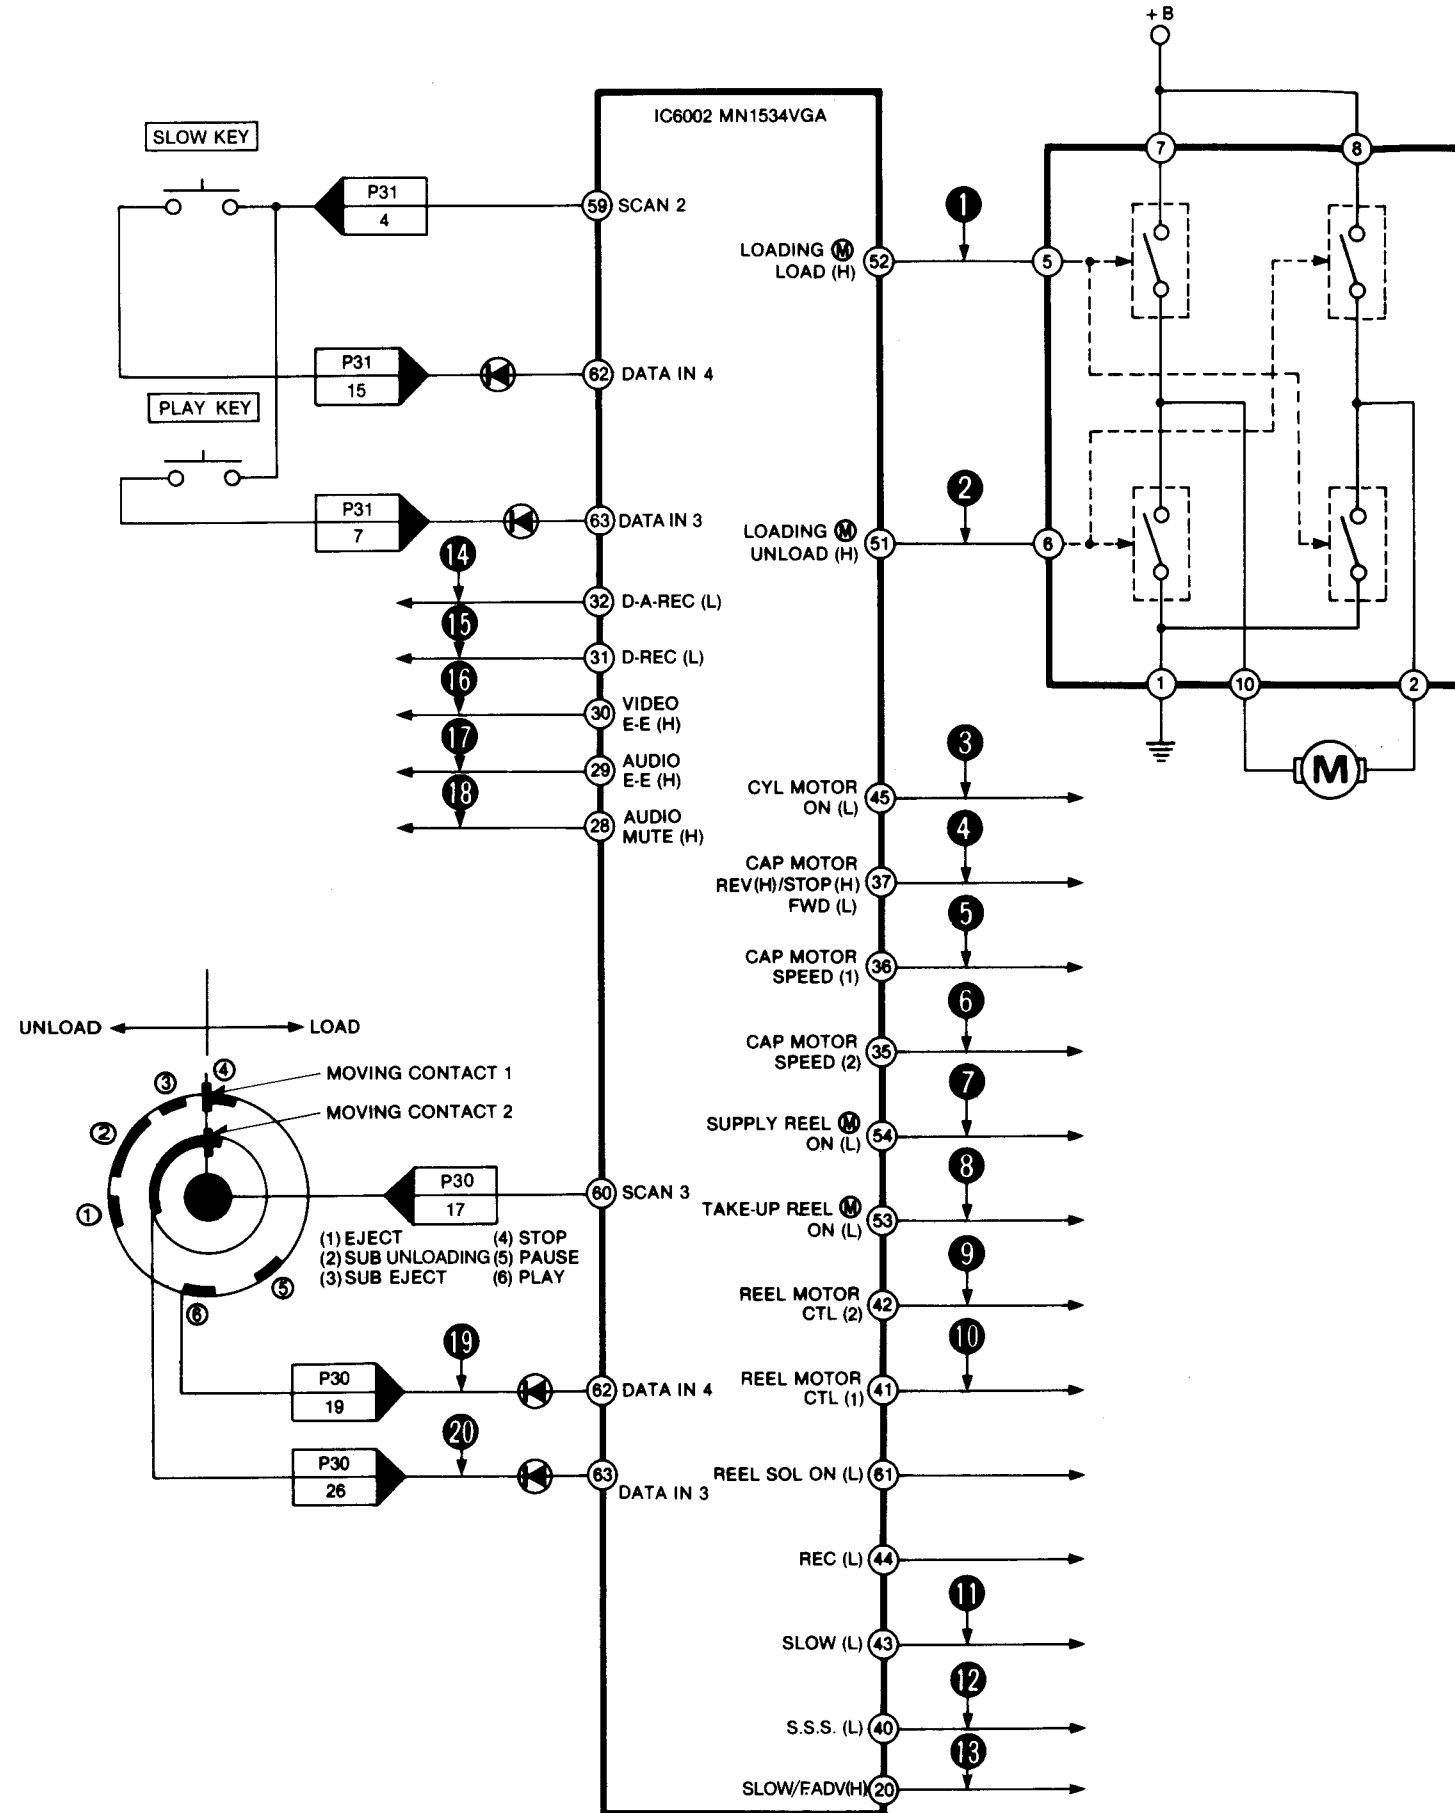 + B
IC6002 MN1534VGA
SLOW KEY
P31
4
59 SCAN 2
7
8
1
LOADING M
LOAD (H)
52
5
P31
15
62 DATA IN 4
PLAY KEY
P31
7
63 DATA IN 3
2
LOADING M
UNLOAD (H)
51
6
14
32 D-A-REC (L)
15
31 D-REC (L)
16
30 VIDEO
E-E (H)
17
29 AUDIO
E-E (H)
18
28 AUDIO
MUTE (H)
1
10
2
M
3
CYL MOTOR
ON (L)
45
4
CAP MOTOR
REV(H)/STOP(H)
FWD (L)
37
5
CAP MOTOR
SPEED (1)
36
6
CAP MOTOR
SPEED (2)
35
UNLOAD
LOAD
MOVING CONTACT 1
MOVING CONTACT 2
4
3
2
1
5
6
P30
17
60 SCAN 3
(1) EJECT (4) STOP
(2) SUB UNLOADING (5) PAUSE
(3) SUB EJECT (6) PLAY
7
SUPPLY REEL M
ON (L)
54
8
TAKE-UP REEL M
ON (L)
53
9
REEL MOTOR
CTL (2)
42
19
P30
19
62 DATA IN 4
10
REEL MOTOR
CTL (1)
41
20
P30
26
63
DATA IN 3
REEL SOL ON (L) 61
REC (L) 44
11
SLOW (L) 43
12
S.S.S. (L) 40
13
SLOW/F.ADV(H) 20